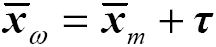 x̅_ω = x̅_m + τ